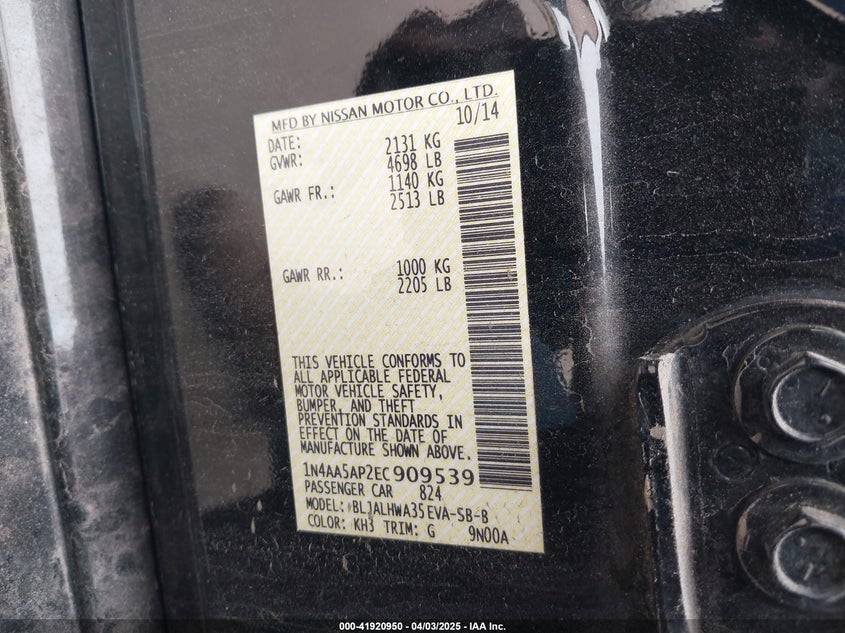 MFD BY NISSAN MOTOR CO., LTD.
DATE: 10/14
GVWR: 2131 KG
4698 LB
GAWR FR.: 1140 KG
2513 LB
GAWR RR.: 1000 KG
2205 LB
THIS VEHICLE CONFORMS TO
ALL APPLICABLE FEDERAL
MOTOR VEHICLE SAFETY,
BUMPER, AND THEFT
PREVENTION STANDARDS IN
EFFECT ON THE DATE OF
MANUFACTURE SHOWN ABOVE.
1N4AA5AP2EC909539
PASSENGER CAR 824
MODEL: BLJALHWA35EVA-SB-B
COLOR: KH3 TRIM: G 9N00A
000-41920950 - 04/03/2025 - IAA Inc.